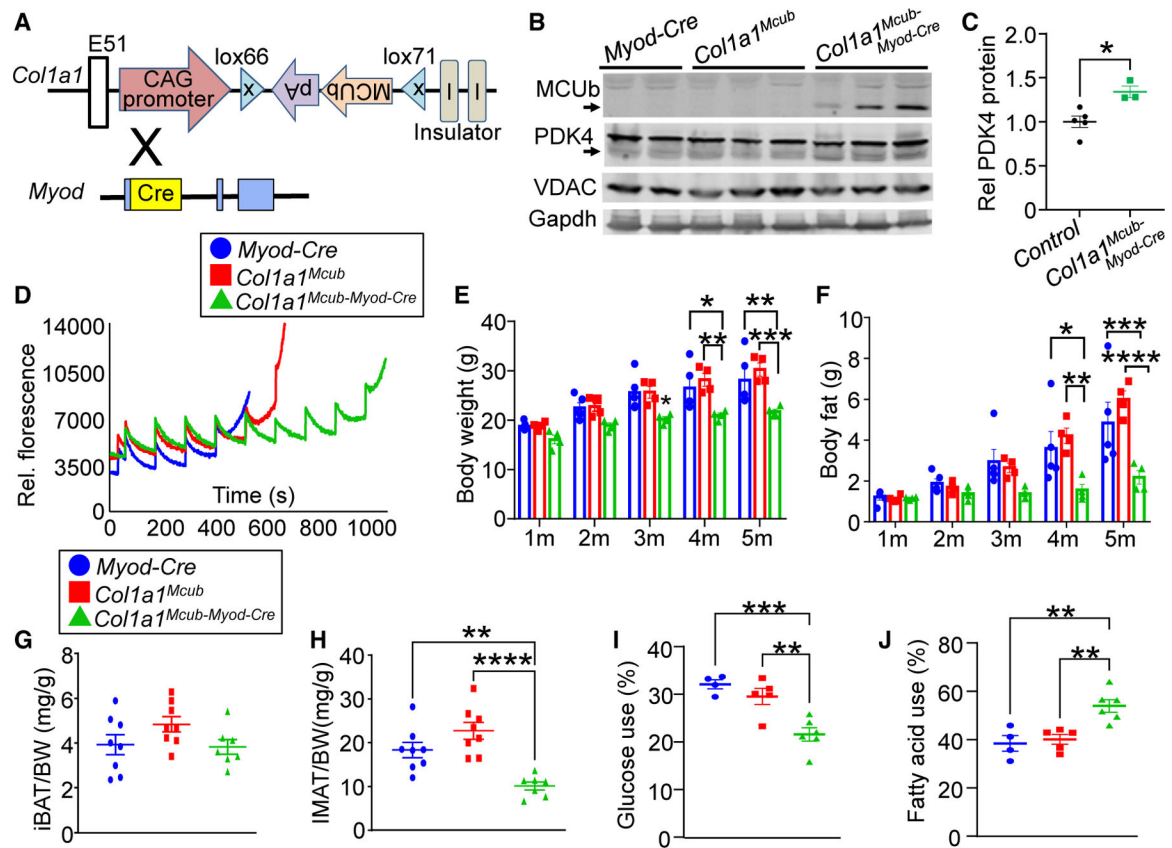 A
E51
Col1a1
CAG
promoter
lox66
x
pA
MCUb
lox71
x
I
I
Insulator
X
Myod
Cre
B
Myod-Cre
Col1a1Mcub
Col1a1Mcub-
Myod-Cre
MCUb
PDK4
VDAC
Gapdh
C
Rel PDK4 protein
2.0
1.5
1.0
0.5
0.0
*
Control
Col1a1Mcub-
Myod-Cre
Myod-Cre
Col1a1Mcub
Col1a1Mcub-Myod-Cre
D
Rel. florescence
14000
10500
7000
3500
0
Time (s)
0
200
400
600
800
1000
E
Body weight (g)
40
30
20
10
0
*
*
**
**
***
1m
2m
3m
4m
5m
F
Body fat (g)
10
8
6
4
2
0
*
**
***
****
1m
2m
3m
4m
5m
Myod-Cre
Col1a1Mcub
Col1a1Mcub-Myod-Cre
G
iBAT/BW (mg/g)
8
6
4
2
0
H
IMAT/BW(mg/g)
40
30
20
10
0
**
****
I
Glucose use (%)
40
30
20
10
0
***
**
J
Fatty acid use (%)
80
60
40
20
0
**
**